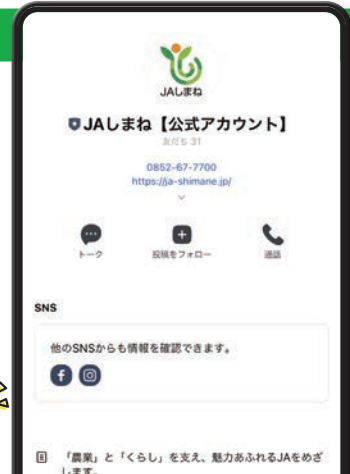 JAしまね
JAしまね【公式アカウント】
友だち 31
0852-67-7700
https://ja-shimane.jp/
トーク
投稿をフォロー
通話
SNS
他のSNSからも情報を確認できます。
「農業」と「くらし」を支え、魅力あふれるJAをめざ
します。